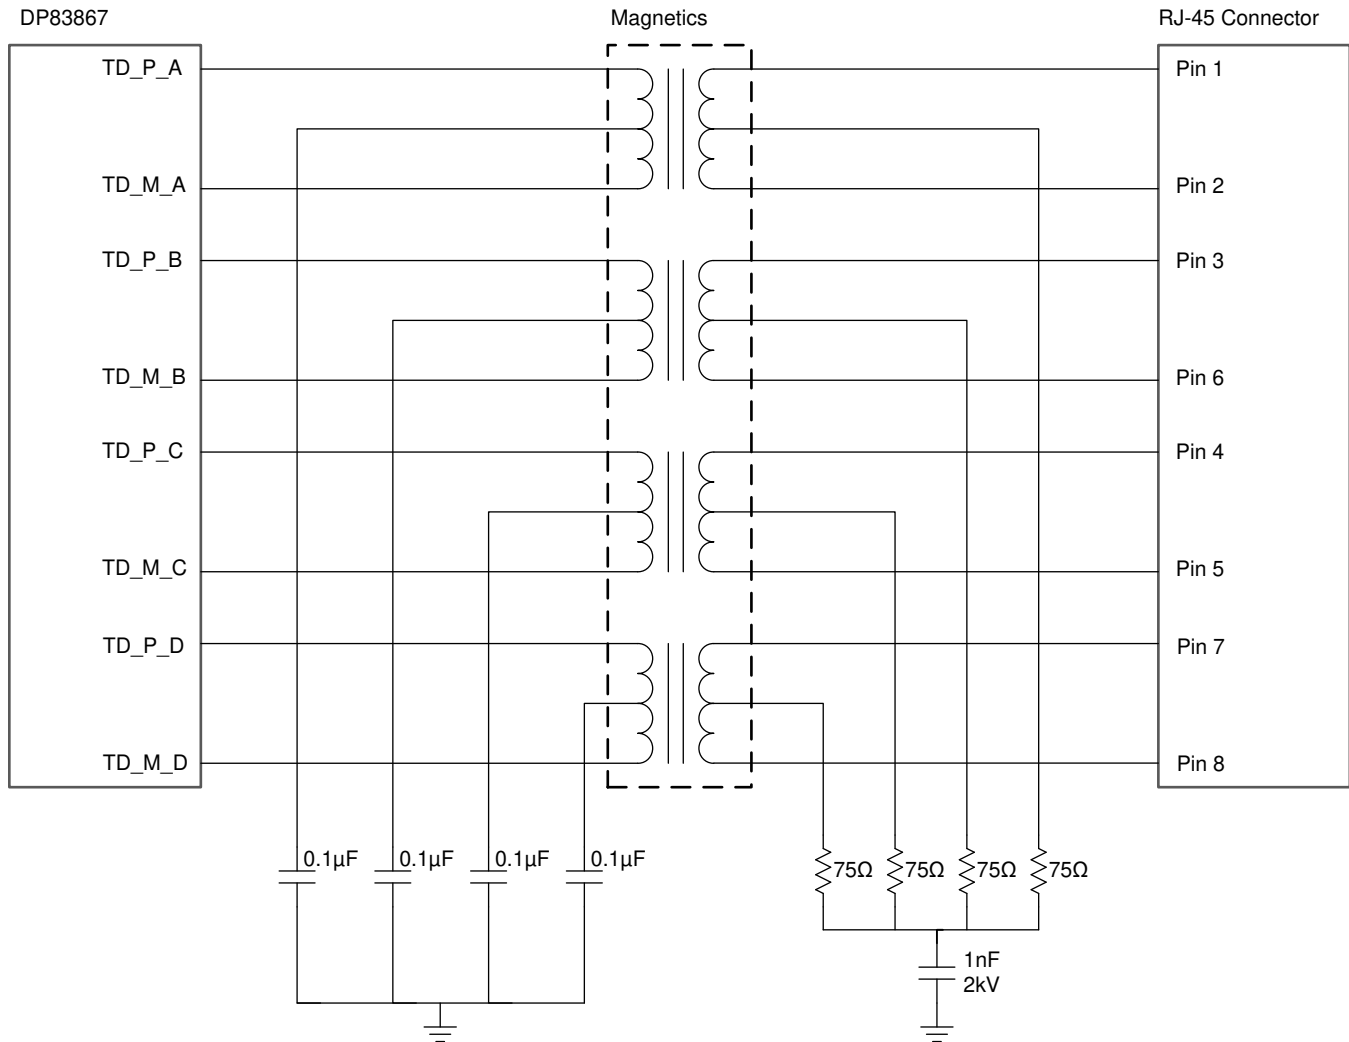 DP83867
Magnetics
RJ-45 Connector
TD_P_A
Pin 1
TD_M_A
Pin 2
TD_P_B
Pin 3
TD_M_B
Pin 6
TD_P_C
Pin 4
TD_M_C
Pin 5
TD_P_D
Pin 7
TD_M_D
Pin 8
0.1µF
0.1µF
0.1µF
0.1µF
75Ω
75Ω
75Ω
75Ω
1nF
2kV